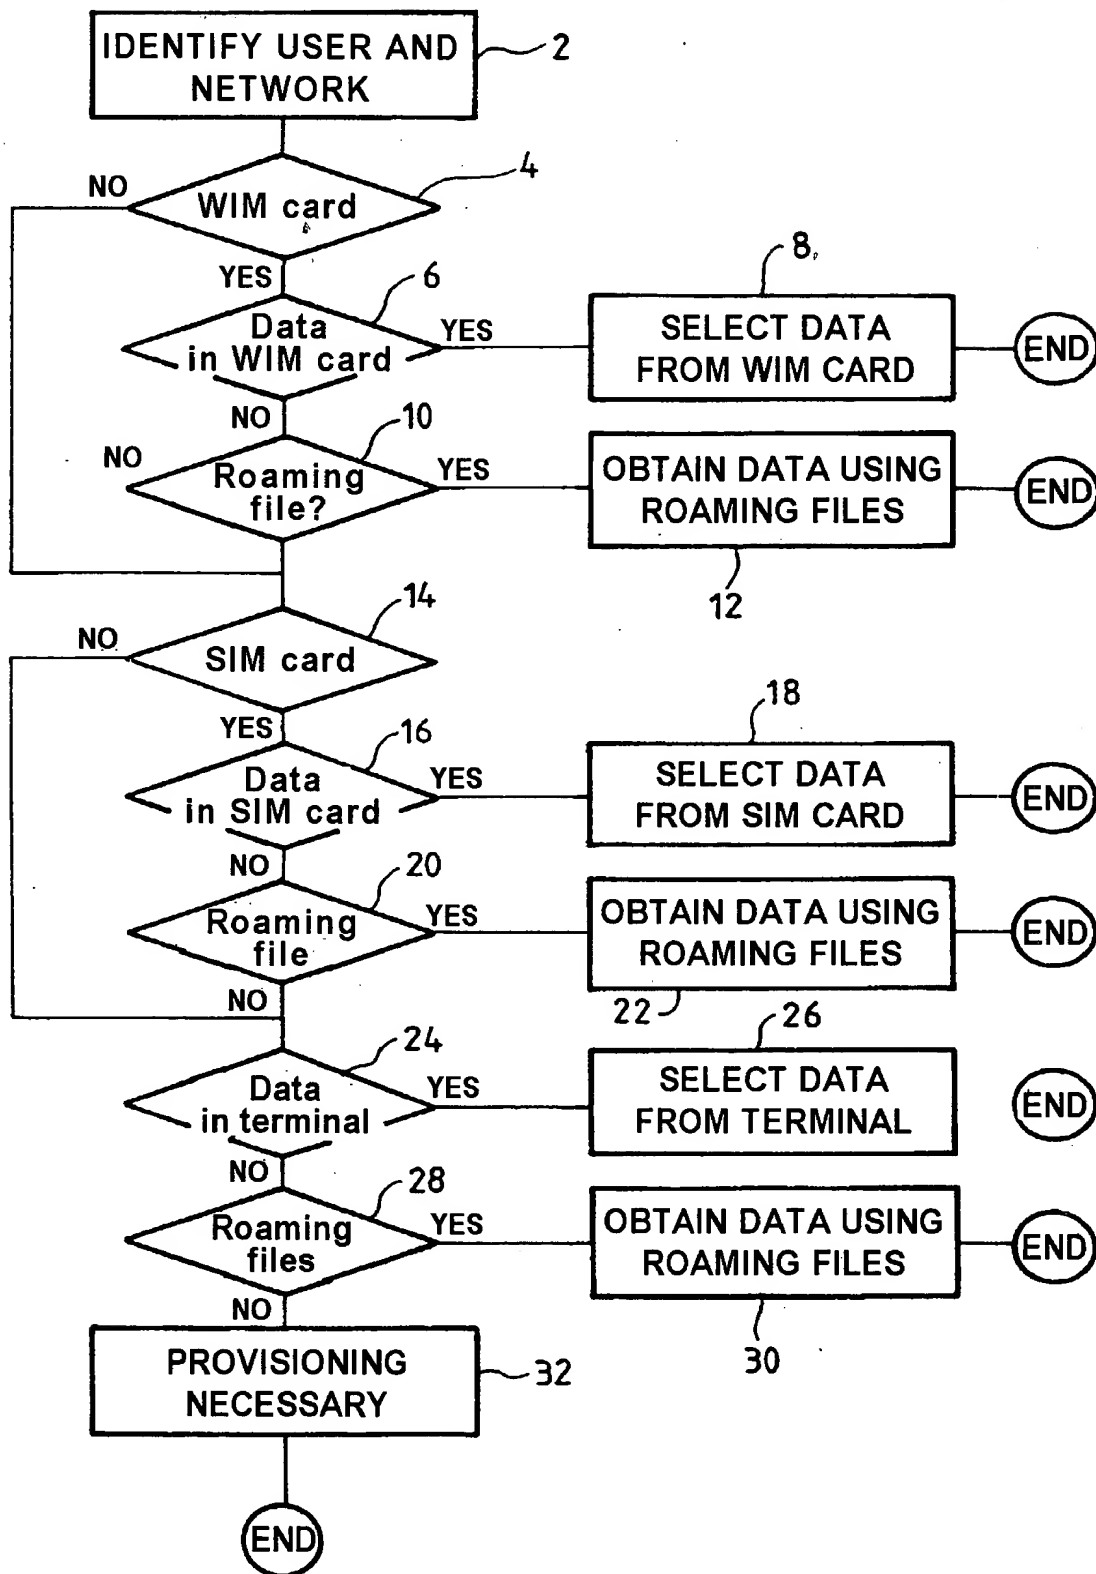 IDENTIFY USER AND
NETWORK
2
NO
WIM card
4
YES
6
8
Data
in WIM card
YES
SELECT DATA
FROM WIM CARD
END
NO
10
NO
Roaming
file?
YES
OBTAIN DATA USING
ROAMING FILES
END
12
14
NO
SIM card
YES
16
18
Data
in SIM card
YES
SELECT DATA
FROM SIM CARD
END
NO
20
Roaming
file
YES
OBTAIN DATA USING
ROAMING FILES
END
NO
22
24
26
Data
in terminal
YES
SELECT DATA
FROM TERMINAL
END
NO
28
Roaming
files
YES
OBTAIN DATA USING
ROAMING FILES
END
NO
30
PROVISIONING
NECESSARY
32
END